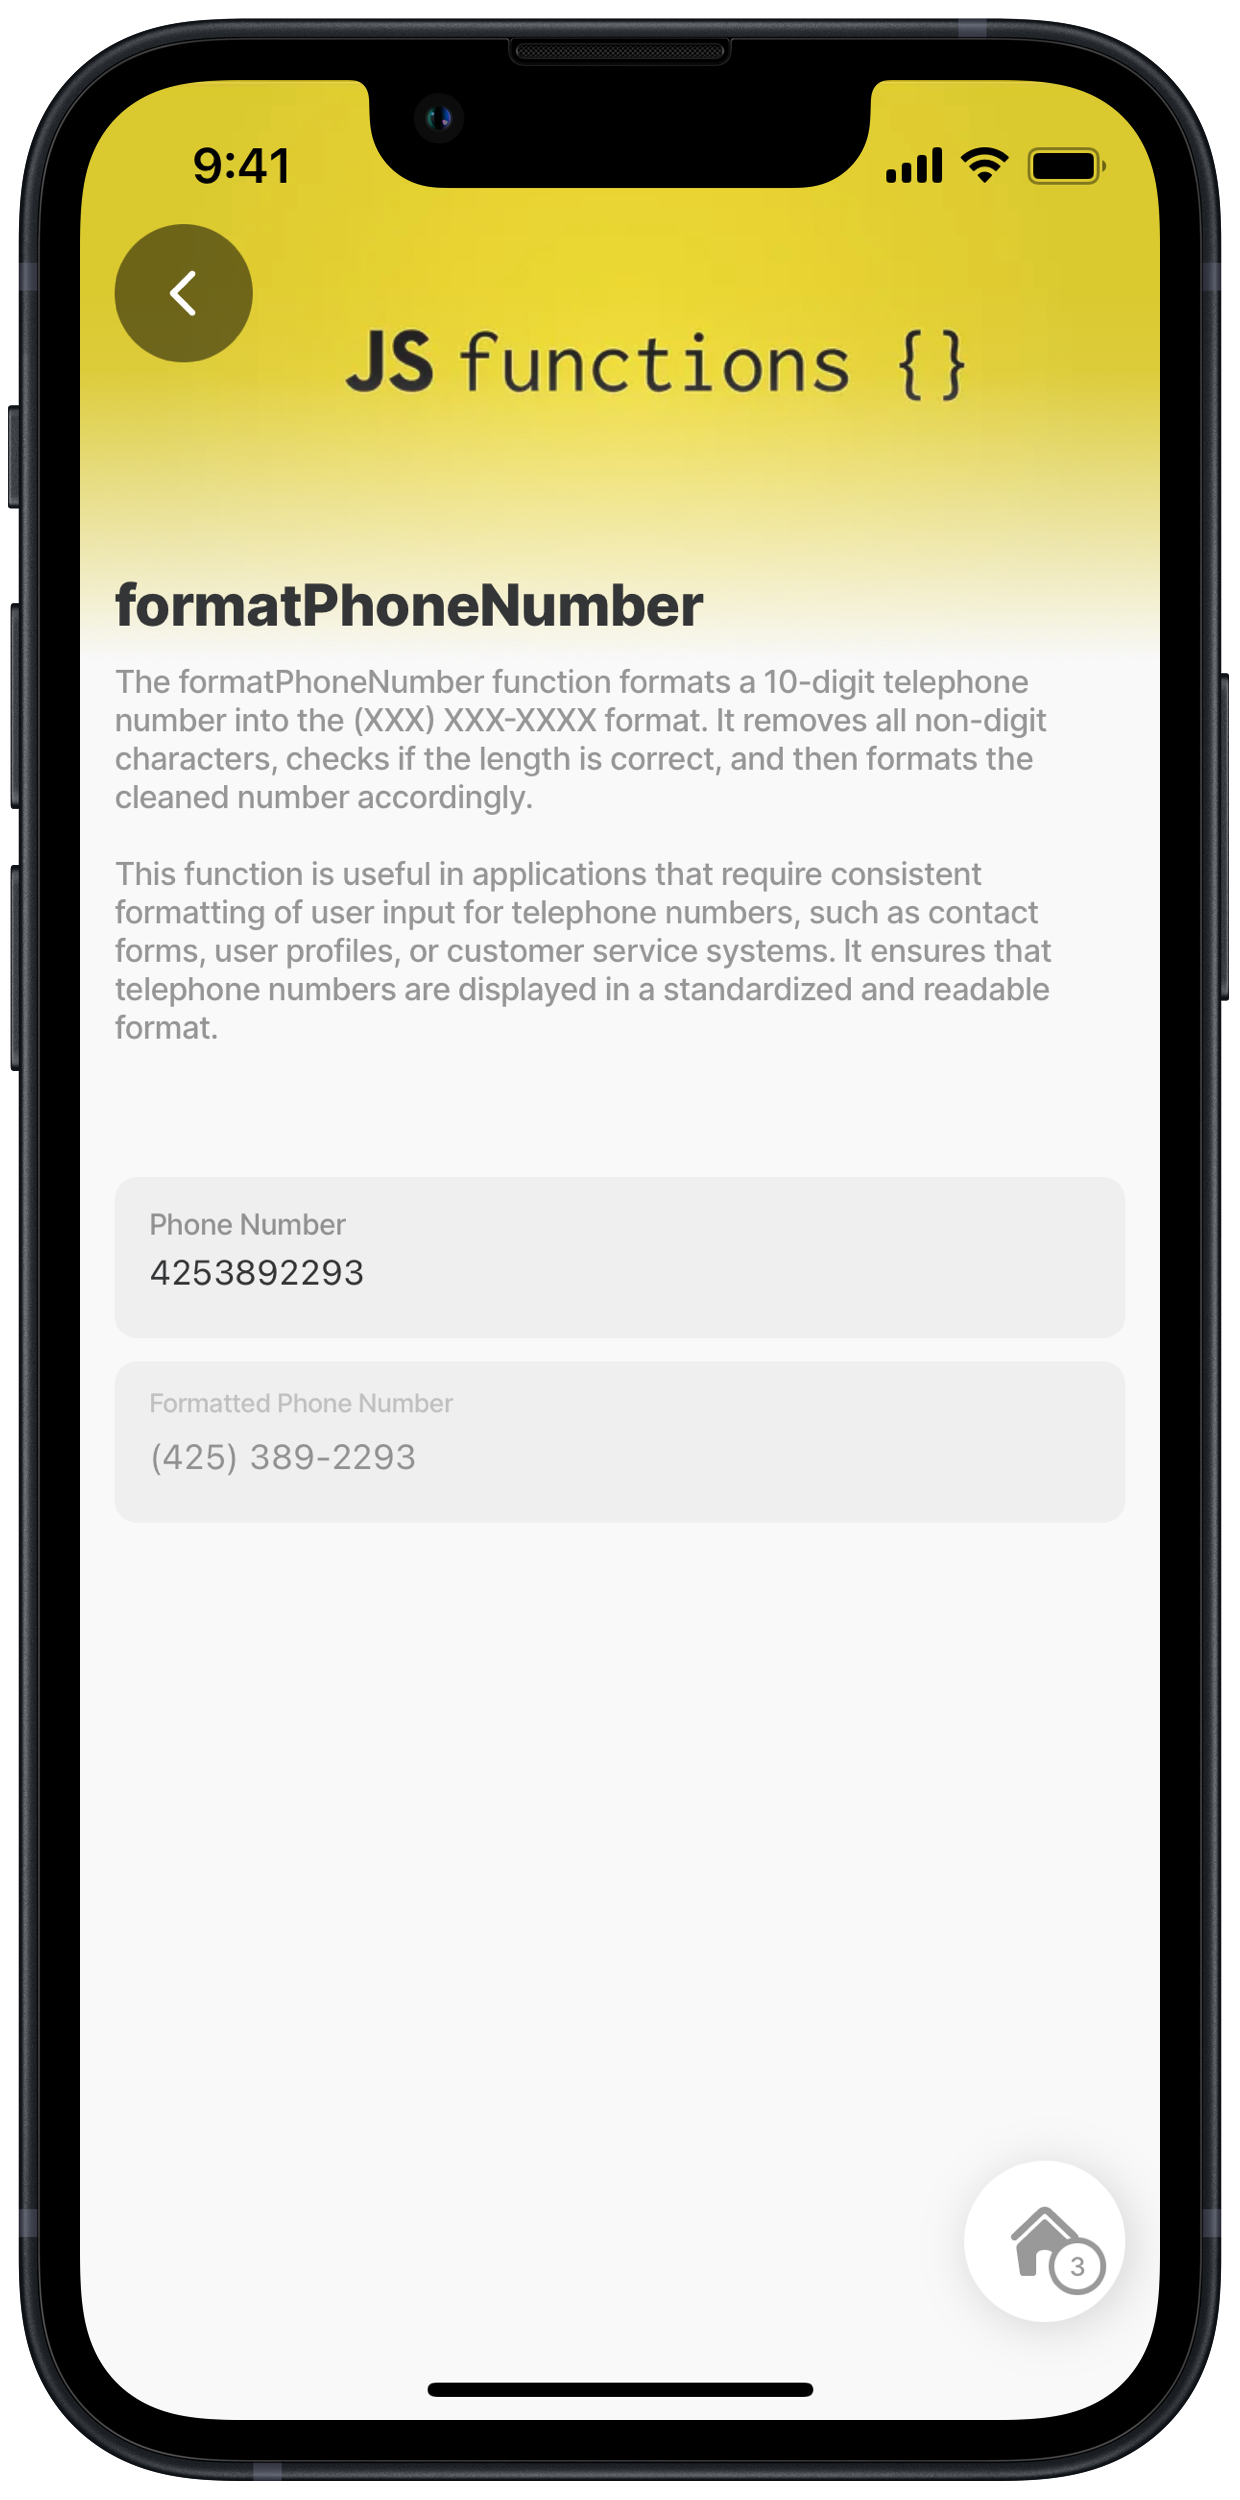 9:41
JS functions {}
formatPhoneNumber
The formatPhoneNumber function formats a 10-digit telephone
number into the (XXX) XXX-XXXX format. It removes all non-digit
characters, checks if the length is correct, and then formats the
cleaned number accordingly.
This function is useful in applications that require consistent
formatting of user input for telephone numbers, such as contact
forms, user profiles, or customer service systems. It ensures that
telephone numbers are displayed in a standardized and readable
format.
Phone Number
4253892293
Formatted Phone Number
(425) 389-2293
3